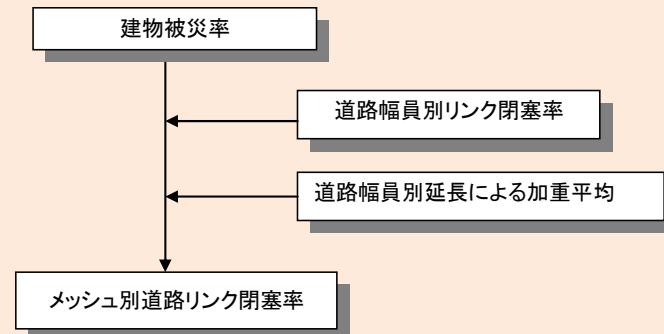 建物被災率
道路幅員別リンク閉塞率
道路幅員別延長による加重平均
メッシュ別道路リンク閉塞率